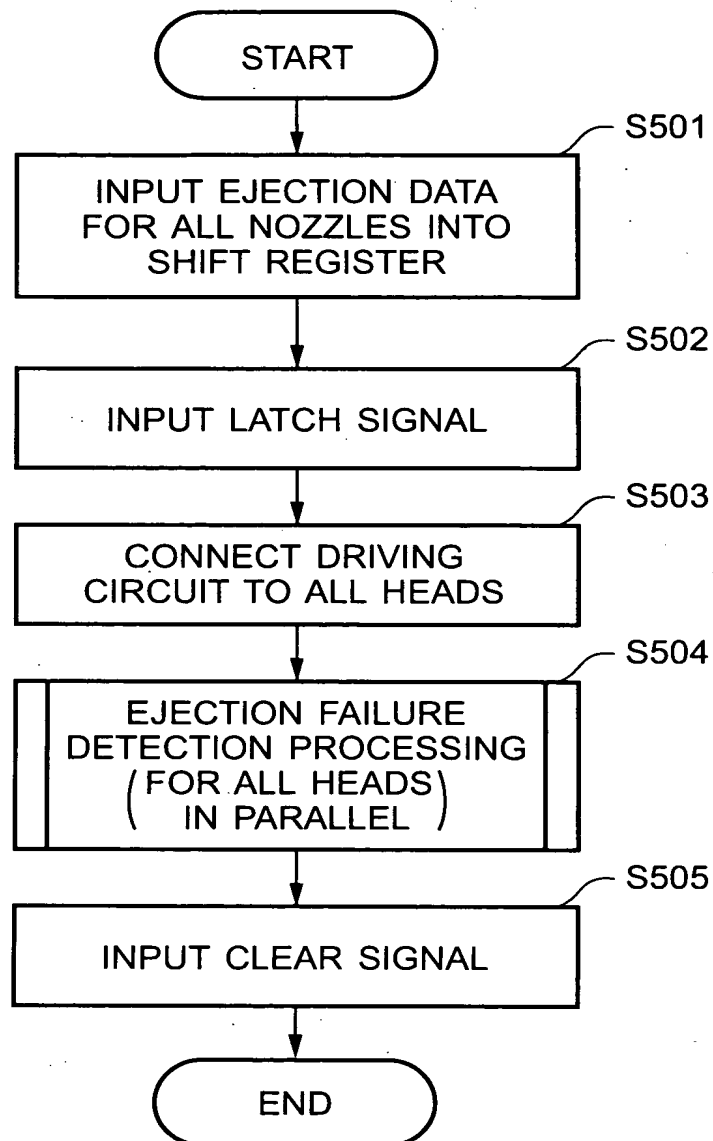 START
S501
INPUT EJECTION DATA
FOR ALL NOZZLES INTO
SHIFT REGISTER
S502
INPUT LATCH SIGNAL
S503
CONNECT DRIVING
CIRCUIT TO ALL HEADS
S504
EJECTION FAILURE
DETECTION PROCESSING
(FOR ALL HEADS
IN PARALLEL)
S505
INPUT CLEAR SIGNAL
END